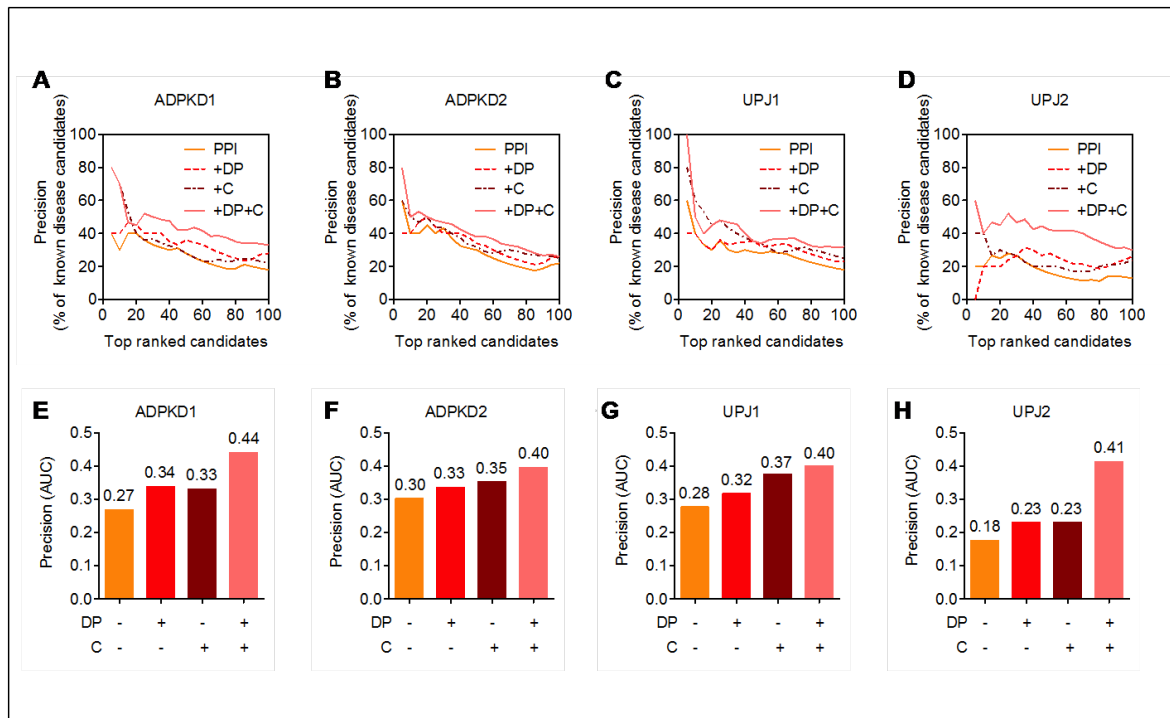 A
ADPKD1
Precision
(% of known disease candidates)
100
80
60
40
20
0
PPI
+DP
+C
+DP+C
0 20 40 60 80 100
Top ranked candidates
B
ADPKD2
Precision
(% of known disease candidates)
100
80
60
40
20
0
PPI
+DP
+C
+DP+C
0 20 40 60 80 100
Top ranked candidates
C
UPJ1
Precision
(% of known disease candidates)
100
80
60
40
20
0
PPI
+DP
+C
+DP+C
0 20 40 60 80 100
Top ranked candidates
D
UPJ2
Precision
(% of known disease candidates)
100
80
60
40
20
0
PPI
+DP
+C
+DP+C
0 20 40 60 80 100
Top ranked candidates
E
ADPKD1
Precision (AUC)
0.5
0.4
0.3
0.2
0.1
0.0
0.27 0.34 0.33 0.44
DP - + - +
C - - + +
F
ADPKD2
Precision (AUC)
0.5
0.4
0.3
0.2
0.1
0.0
0.30 0.33 0.35 0.40
DP - + - +
C - - + +
G
UPJ1
Precision (AUC)
0.5
0.4
0.3
0.2
0.1
0.0
0.28 0.32 0.37 0.40
DP - + - +
C - - + +
H
UPJ2
Precision (AUC)
0.5
0.4
0.3
0.2
0.1
0.0
0.18 0.23 0.23 0.41
DP - + - +
C - - + +